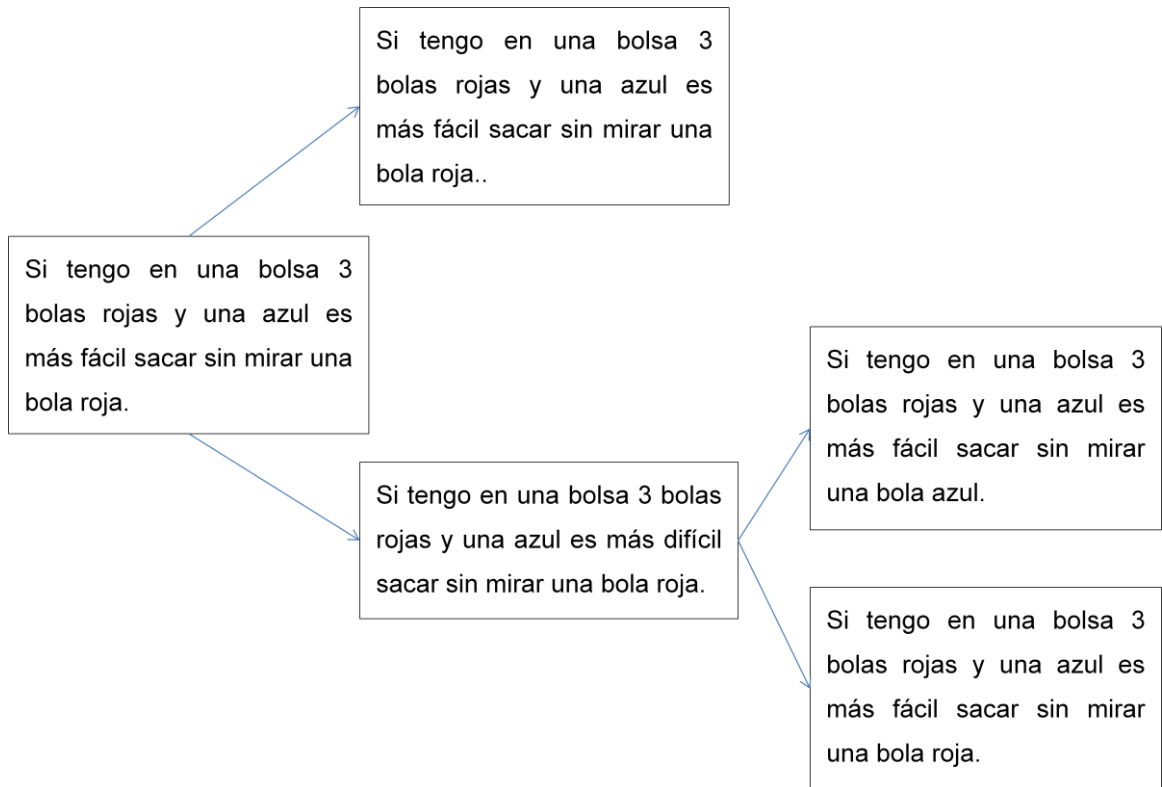 Si tengo en una bolsa 3
bolas rojas y una azul es
más fácil sacar sin mirar una
bola roja..
Si tengo en una bolsa 3
bolas rojas y una azul es
más fácil sacar sin mirar una
bola roja.
Si tengo en una bolsa 3 bolas
rojas y una azul es más difícil
sacar sin mirar una bola roja.
Si tengo en una bolsa 3
bolas rojas y una azul es
más fácil sacar sin mirar
una bola azul.
Si tengo en una bolsa 3
bolas rojas y una azul es
más fácil sacar sin mirar
una bola roja.